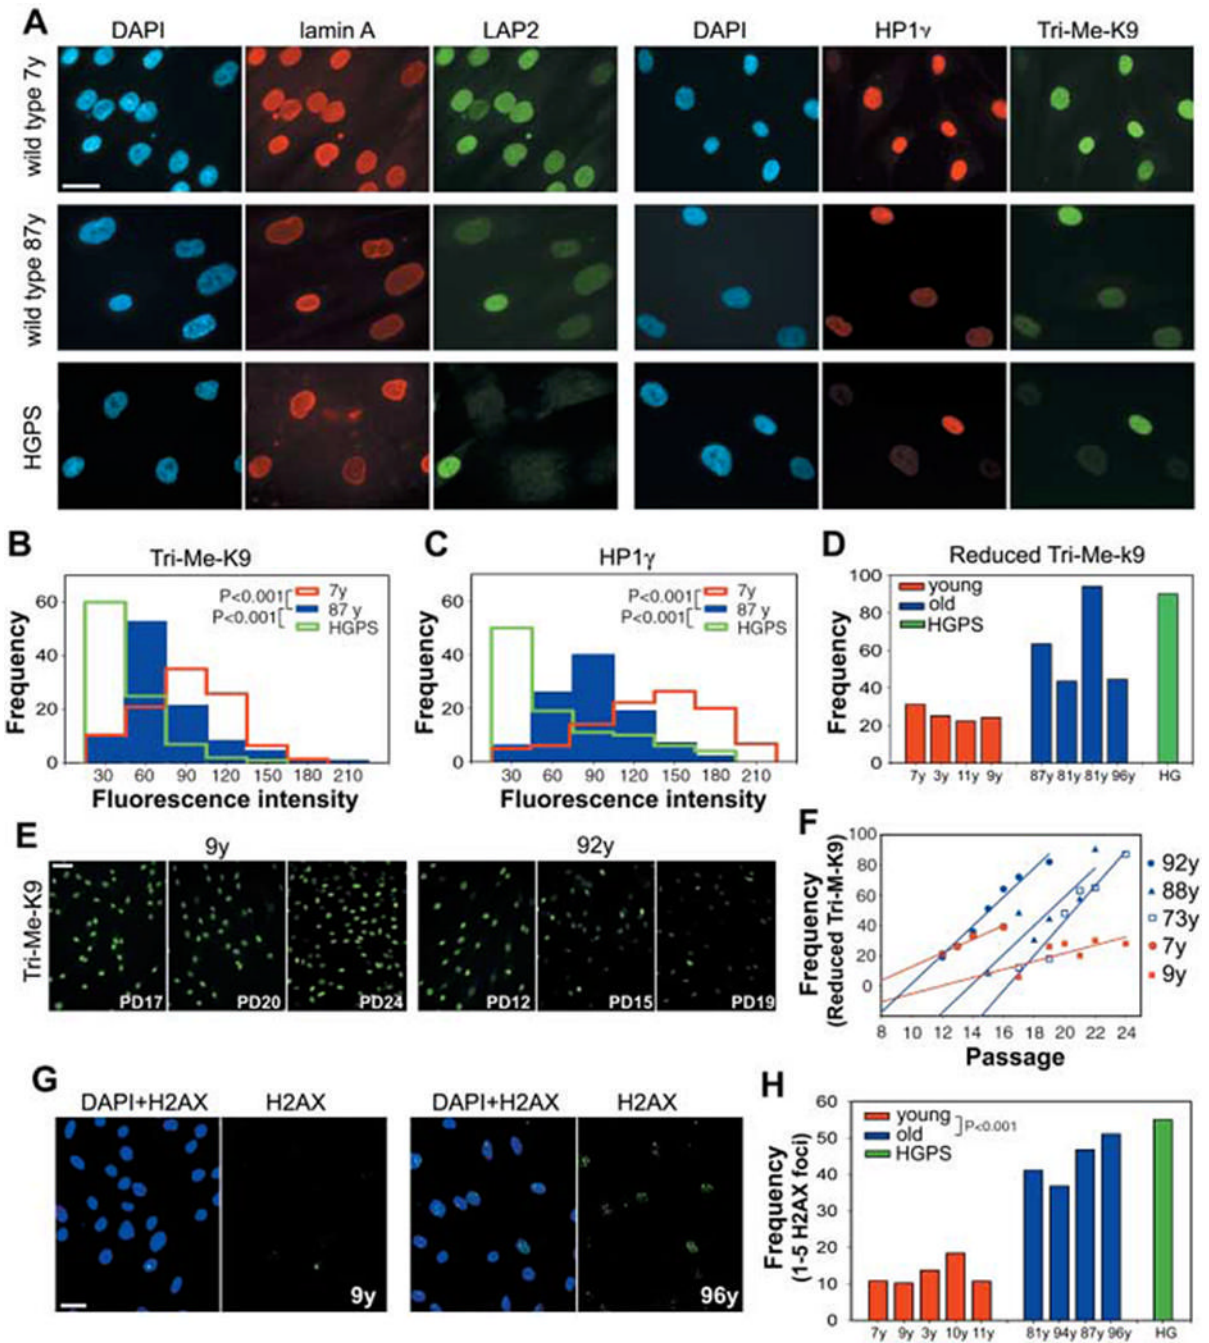 A
DAPI lamin A LAP2 DAPI HP1γ Tri-Me-K9
wild type 7y
wild type 87y
HGPS
B
Tri-Me-K9
Frequency
60
40
20
0
P<0.001
P<0.001
7y
87 y
HGPS
30 60 90 120 150 180 210
Fluorescence intensity
C
HP1γ
Frequency
60
40
20
0
P<0.001
P<0.001
7y
87 y
HGPS
30 60 90 120 150 180 210
Fluorescence intensity
D
Reduced Tri-Me-k9
Frequency
100
80
60
40
20
0
young
old
HGPS
7y 3y 11y 9y 87y 81y 81y 96y HG
E
9y 92y
Tri-Me-K9
PD17 PD20 PD24 PD12 PD15 PD19
F
Frequency
(Reduced Tri-M-K9)
100
80
60
40
20
0
92y
88y
73y
7y
9y
8 10 12 14 16 18 20 22 24
Passage
G
DAPI+H2AX H2AX DAPI+H2AX H2AX
9y 96y
H
Frequency
(1-5 H2AX foci)
60
50
40
30
20
10
0
young
old
HGPS
P<0.001
7y 9y 3y 10y 11y 81y 94y 87y 96y HG